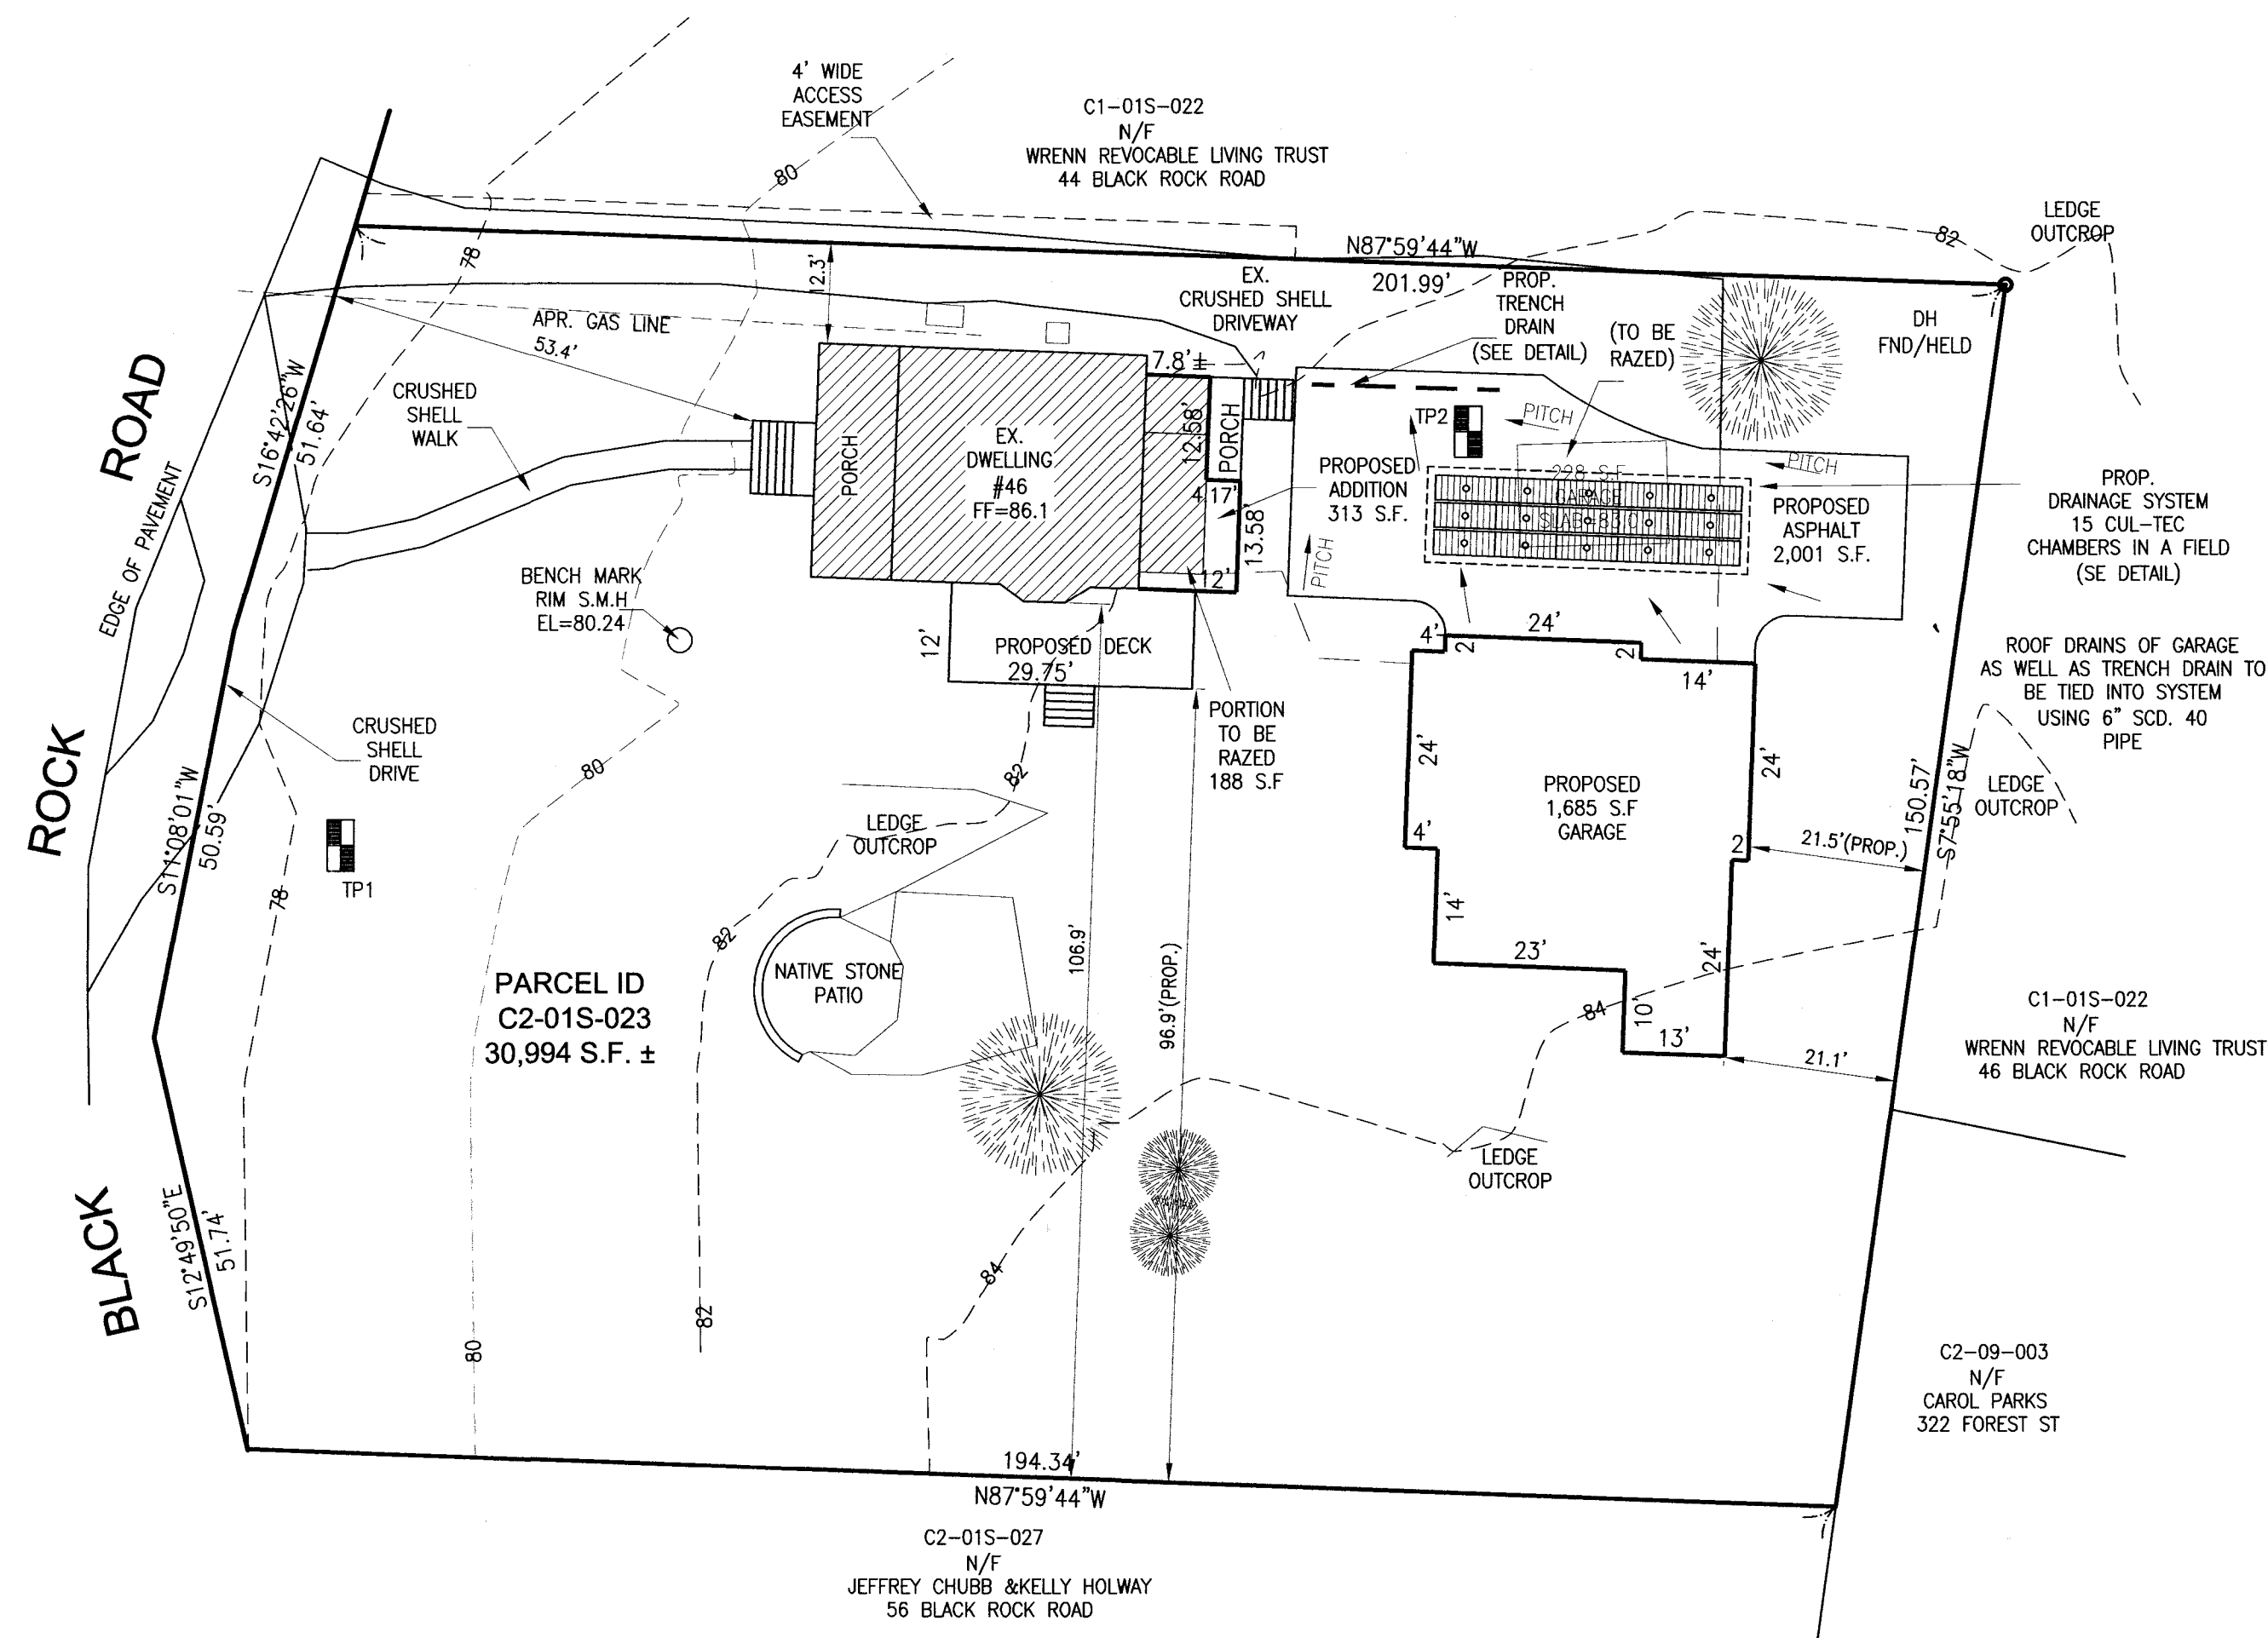 4' WIDE
ACCESS
EASEMENT
C1-01S-022
N/F
WRENN REVOCABLE LIVING TRUST
44 BLACK ROCK ROAD
80
78
82
LEDGE
OUTCROP
N87°59'44"W
201.99'
12.3'
EX.
CRUSHED SHELL
DRIVEWAY
PROP.
TRENCH
DRAIN
(SEE DETAIL)
(TO BE
RAZED)
DH
FND/HELD
APR. GAS LINE
53.4'
S16°42'26"W
51.64'
CRUSHED
SHELL
WALK
ROAD
EDGE OF PAVEMENT
7.8'±
PORCH
EX.
DWELLING
#46
FF=86.1
12.58'
PORCH
4.17'
13.58'
12'
PROPOSED
ADDITION
313 S.F.
TP2
PITCH
PITCH
PITCH
228 S.F.
GARAGE
SLAB=83.0
PROPOSED
ASPHALT
2,001 S.F.
PROP.
DRAINAGE SYSTEM
15 CUL-TEC
CHAMBERS IN A FIELD
(SE DETAIL)
BENCH MARK
RIM S.M.H
EL=80.24
12'
PROPOSED DECK
29.75'
4'
2'
24'
2'
14'
ROOF DRAINS OF GARAGE
AS WELL AS TRENCH DRAIN TO
BE TIED INTO SYSTEM
USING 6" SCD. 40
PIPE
PORTION
TO BE
RAZED
188 S.F
CRUSHED
SHELL
DRIVE
ROCK
80
82
24'
PROPOSED
1,685 S.F
GARAGE
24'
150.57'
S7°55'18"W
LEDGE
OUTCROP
S11°08'01"W
50.59'
TP1
78
LEDGE
OUTCROP
4'
2
21.5'(PROP.)
82
14'
23'
24'
106.9'
96.9'(PROP.)
NATIVE STONE
PATIO
PARCEL ID
C2-01S-023
30,994 S.F. ±
84
10'
13'
21.1'
C1-01S-022
N/F
WRENN REVOCABLE LIVING TRUST
46 BLACK ROCK ROAD
LEDGE
OUTCROP
BLACK
S12°49'50"E
51.74'
80
82
84
C2-09-003
N/F
CAROL PARKS
322 FOREST ST
194.34'
N87°59'44"W
C2-01S-027
N/F
JEFFREY CHUBB &KELLY HOLWAY
56 BLACK ROCK ROAD